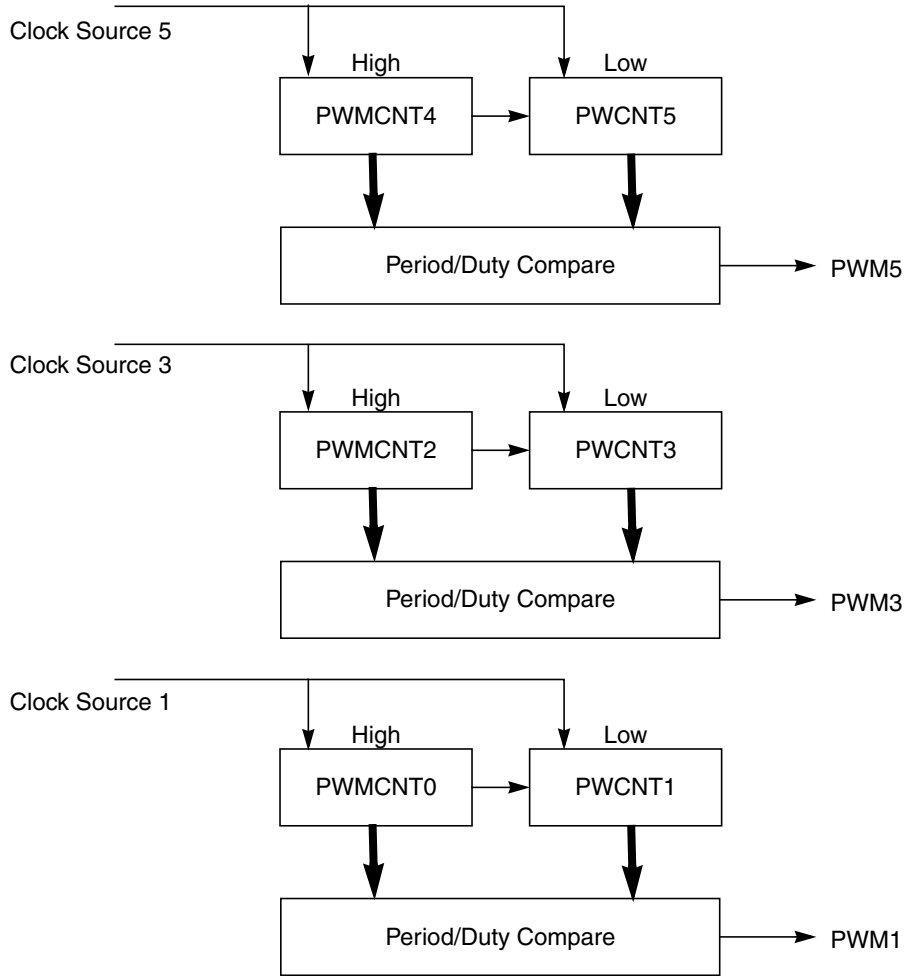 Clock Source 5
High
Low
PWMCNT4
PWCNT5
Period/Duty Compare
PWM5
Clock Source 3
High
Low
PWMCNT2
PWCNT3
Period/Duty Compare
PWM3
Clock Source 1
High
Low
PWMCNT0
PWCNT1
Period/Duty Compare
PWM1